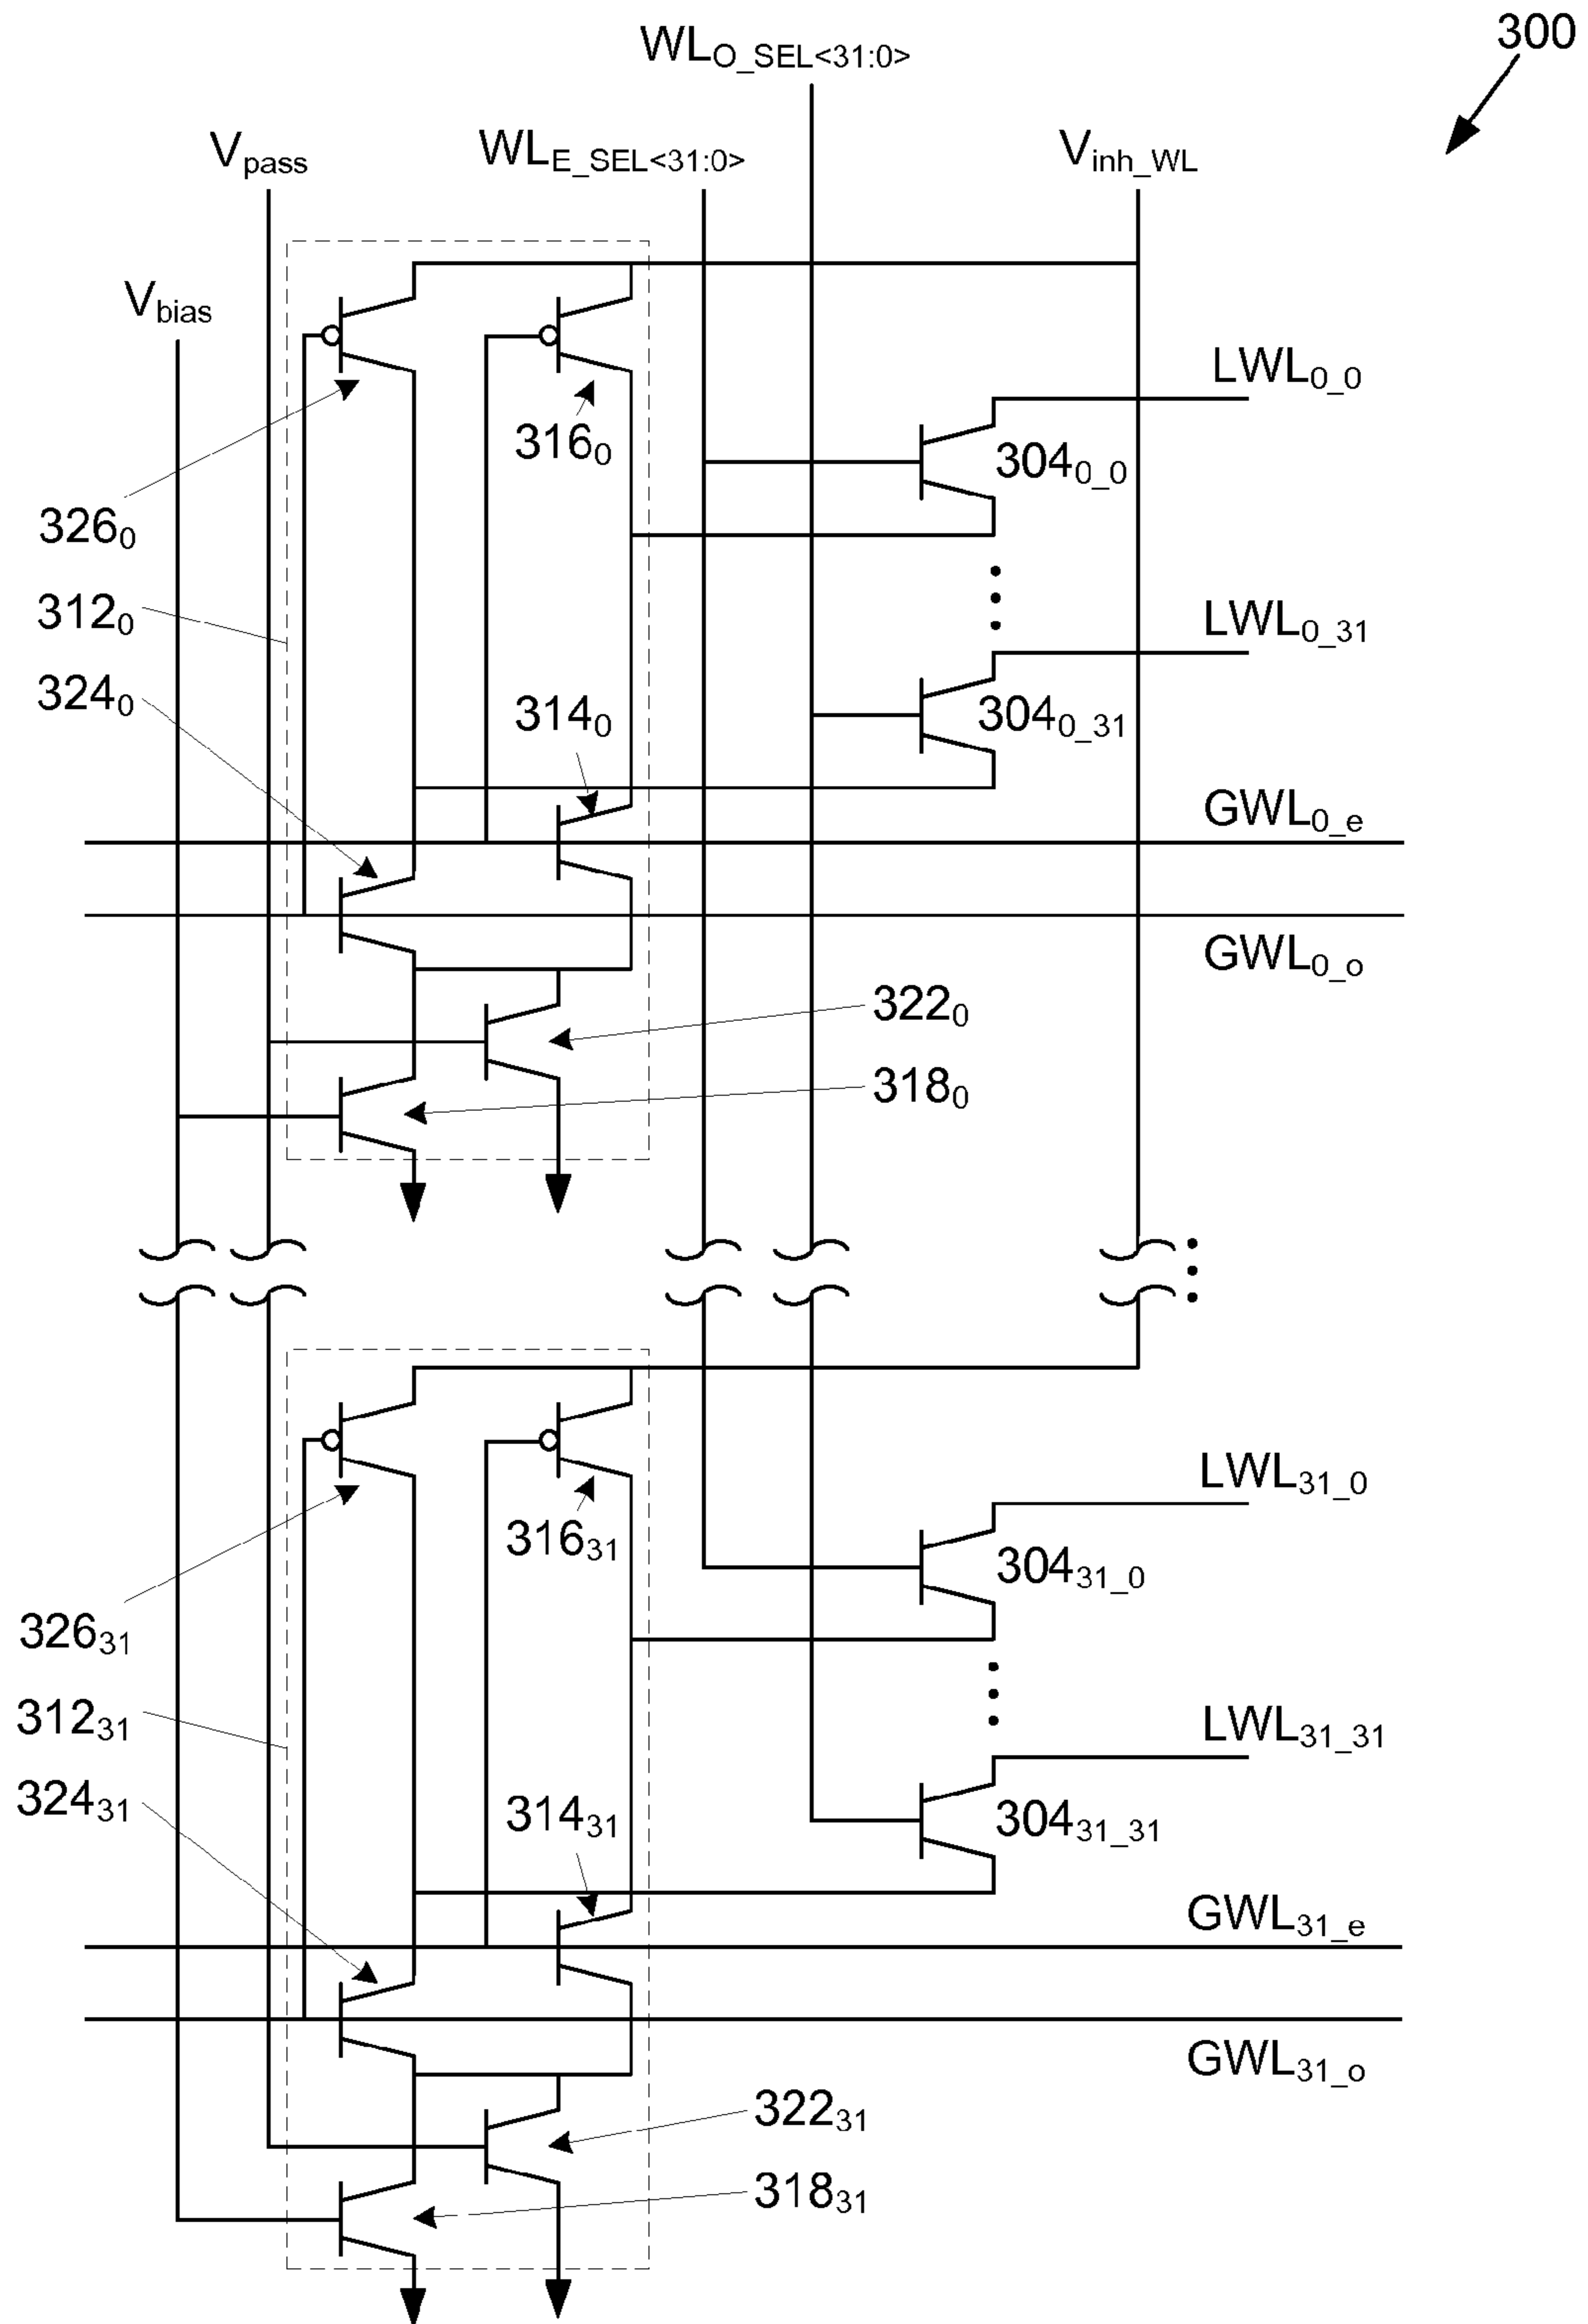 300
WLO_SEL<31:0>
Vpass
WLE_SEL<31:0>
Vinh_WL
Vbias
LWL0_0
3160
3040_0
3260
3120
LWL0_31
3240
3140
3040_31
GWL0_e
GWL0_o
3220
3180
LWL31_0
31631
30431_0
32631
31231
LWL31_31
32431
31431
30431_31
GWL31_e
GWL31_o
32231
31831